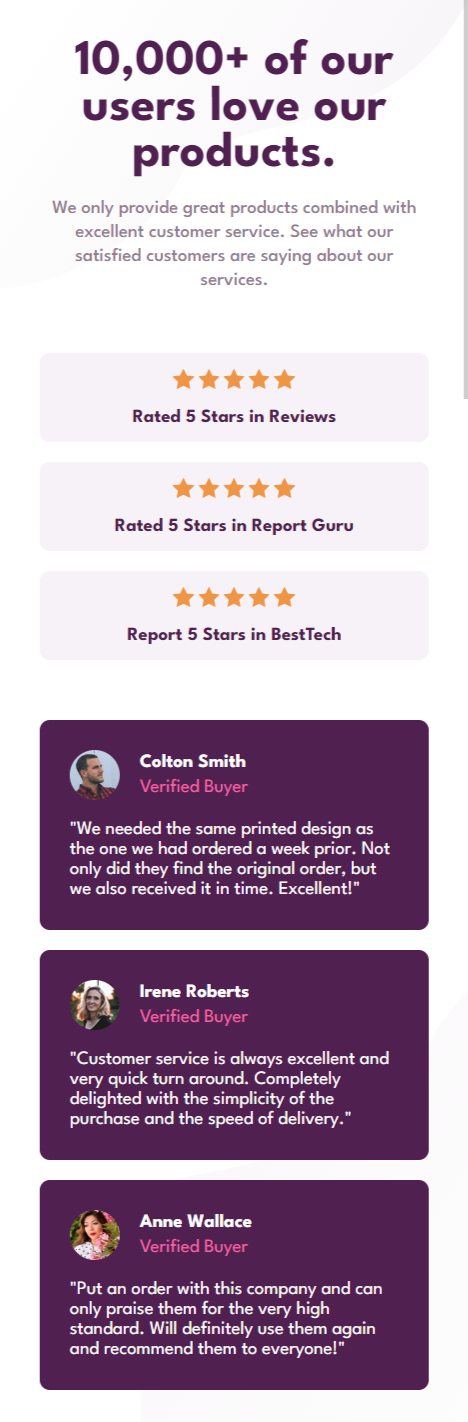 10,000+ of our
users love our
products.
We only provide great products combined with
excellent customer service. See what our
satisfied customers are saying about our
services.
Rated 5 Stars in Reviews
Rated 5 Stars in Report Guru
Report 5 Stars in BestTech
Colton Smith
Verified Buyer
"We needed the same printed design as
the one we had ordered a week prior. Not
only did they find the original order, but
we also received it in time. Excellent!"
Irene Roberts
Verified Buyer
"Customer service is always excellent and
very quick turn around. Completely
delighted with the simplicity of the
purchase and the speed of delivery."
Anne Wallace
Verified Buyer
"Put an order with this company and can
only praise them for the very high
standard. Will definitely use them again
and recommend them to everyone!"